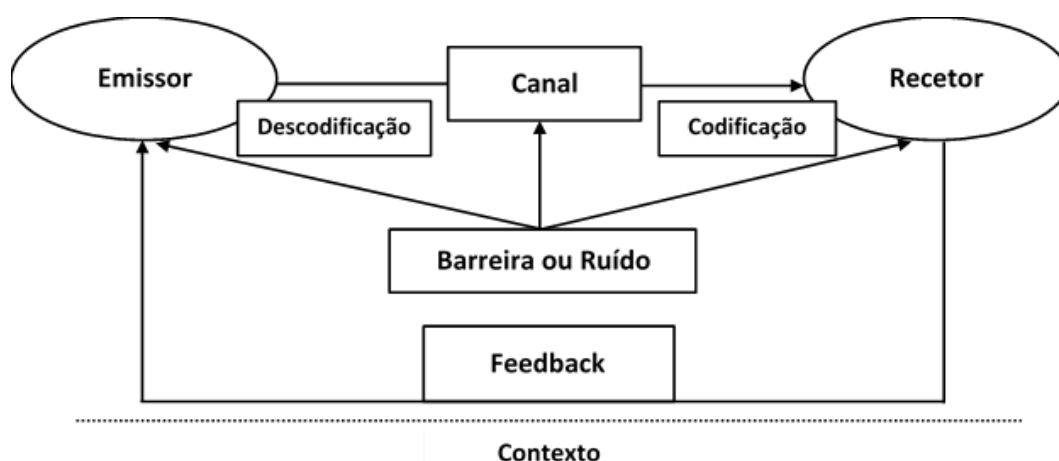 Emissor
Canal
Recetor
Descodificação
Codificação
Barreira ou Ruído
Feedback
Contexto